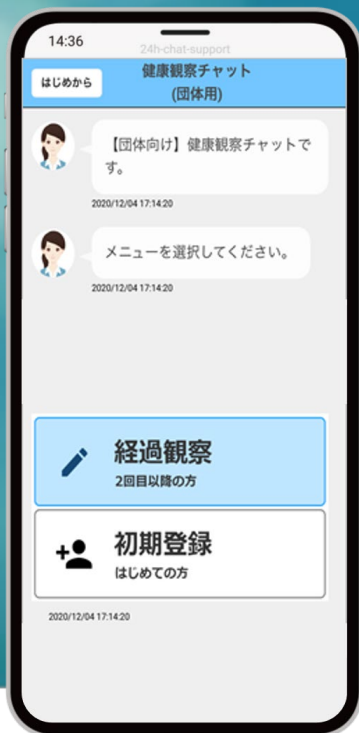 14:36
24h-chat-support
はじめから
健康観察チャット
(団体用)
【団体向け】健康観察チャットで
す。
2020/12/04 17:14:20
メニューを選択してください。
2020/12/04 17:14:20
経過観察
2回目以降の方
初期登録
はじめての方
2020/12/04 17:14:20